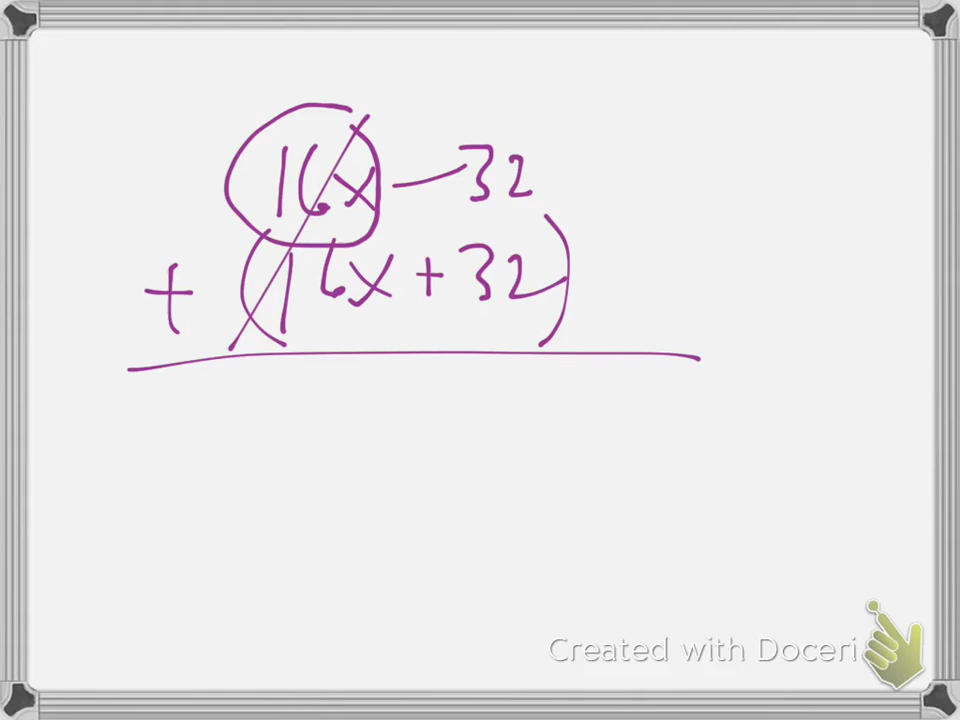 16x - 32
+ (16x + 32)
Created with Doceri